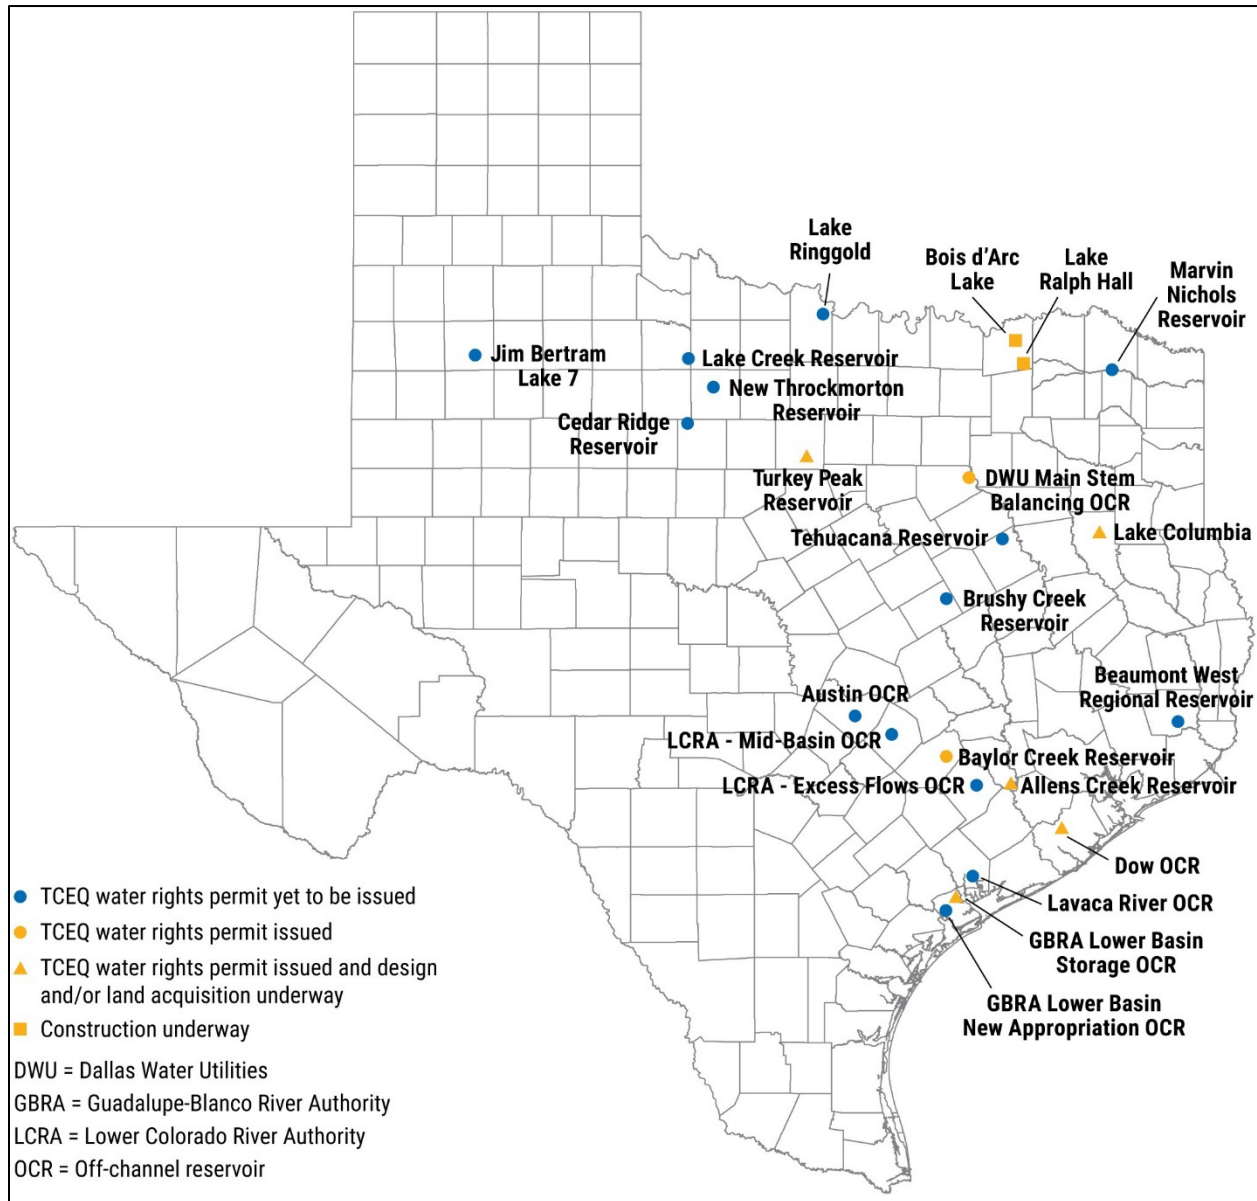 Lake
Ringgold
Bois d’Arc
Lake
Lake
Ralph Hall
Marvin
Nichols
Reservoir
Jim Bertram
Lake 7
Lake Creek Reservoir
New Throckmorton
Reservoir
Cedar Ridge
Reservoir
Turkey Peak
Reservoir
DWU Main Stem
Balancing OCR
Tehuacana Reservoir
Lake Columbia
Brushy Creek
Reservoir
Beaumont West
Regional Reservoir
Austin OCR
LCRA - Mid-Basin OCR
Baylor Creek Reservoir
LCRA - Excess Flows OCR
Allens Creek Reservoir
Dow OCR
Lavaca River OCR
GBRA Lower Basin
Storage OCR
GBRA Lower Basin
New Appropriation OCR
TCEQ water rights permit yet to be issued
TCEQ water rights permit issued
TCEQ water rights permit issued and design
and/or land acquisition underway
Construction underway
DWU = Dallas Water Utilities
GBRA = Guadalupe-Blanco River Authority
LCRA = Lower Colorado River Authority
OCR = Off-channel reservoir